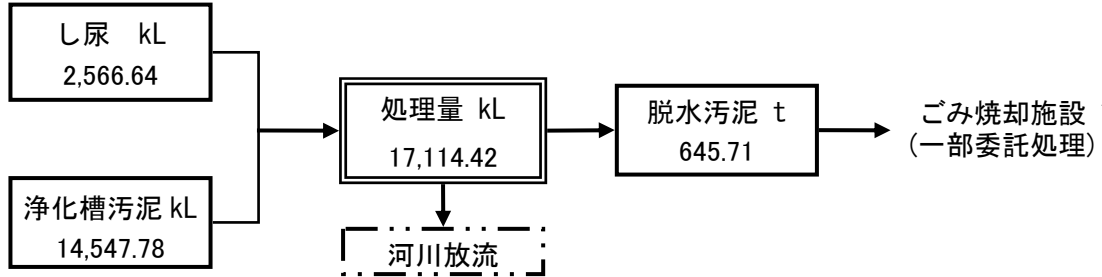 し尿 kL
2,566.64
浄化槽汚泥 kL
14,547.78
処理量 kL
17,114.42
河川放流
脱水汚泥 t
645.71
ごみ焼却施設
(一部委託処理)